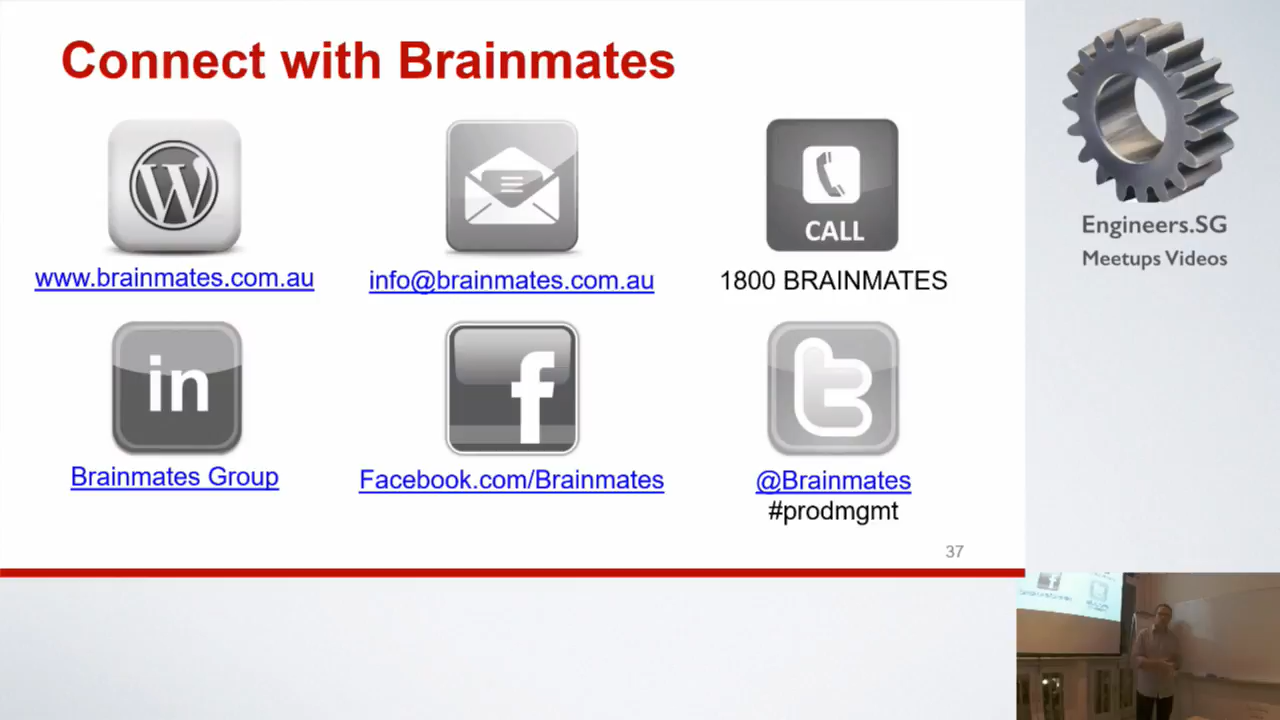 Connect with Brainmates
CALL
www.brainmates.com.au
info@brainmates.com.au
1800 BRAINMATES
in
f
t
Brainmates Group
Facebook.com/Brainmates
@Brainmates
#prodmgmt
37
Engineers.SG
Meetups Videos